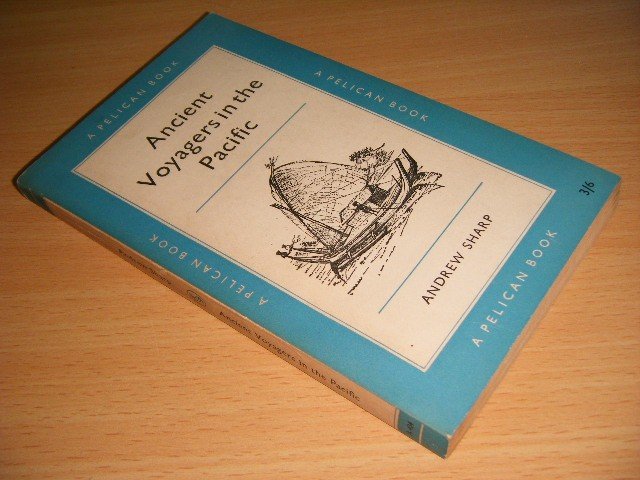 A PELICAN BOOK
A PELICAN BOOK
Ancient
Voyagers in the
Pacific
ANDREW SHARP
3/6
A PELICAN BOOK
A PELICAN BOOK
Ancient Voyagers in the Pacific